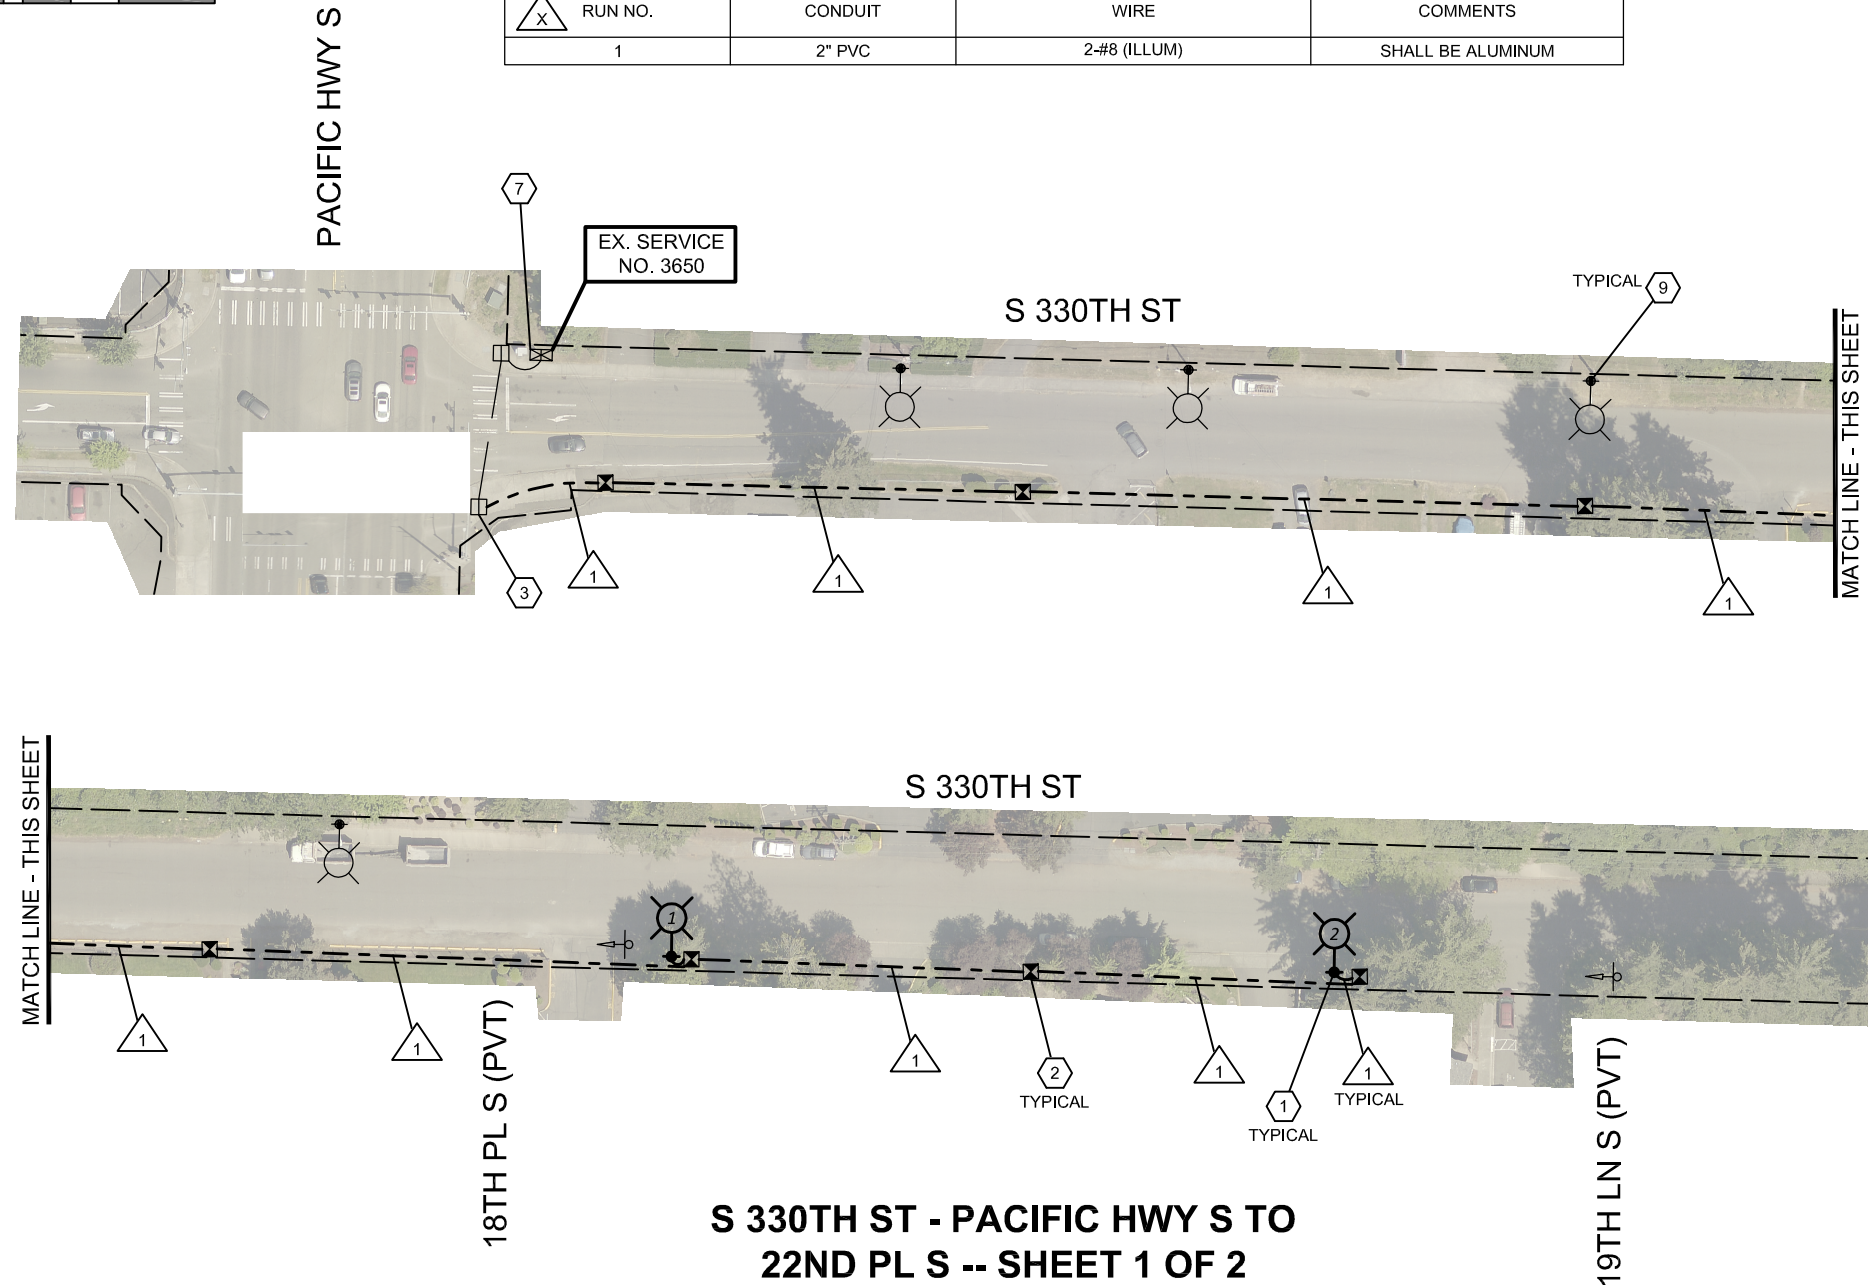 X RUN NO. CONDUIT WIRE COMMENTS
1 2" PVC 2-#8 (ILLUM) SHALL BE ALUMINUM
PACIFIC HWY S
7
EX. SERVICE
NO. 3650
S 330TH ST
TYPICAL 9
MATCH LINE - THIS SHEET
3
1
1
1
1
MATCH LINE - THIS SHEET
S 330TH ST
1
2
1
1
1
2
TYPICAL
1
1
TYPICAL
1
TYPICAL
18TH PL S (PVT)
19TH LN S (PVT)
S 330TH ST - PACIFIC HWY S TO
22ND PL S -- SHEET 1 OF 2